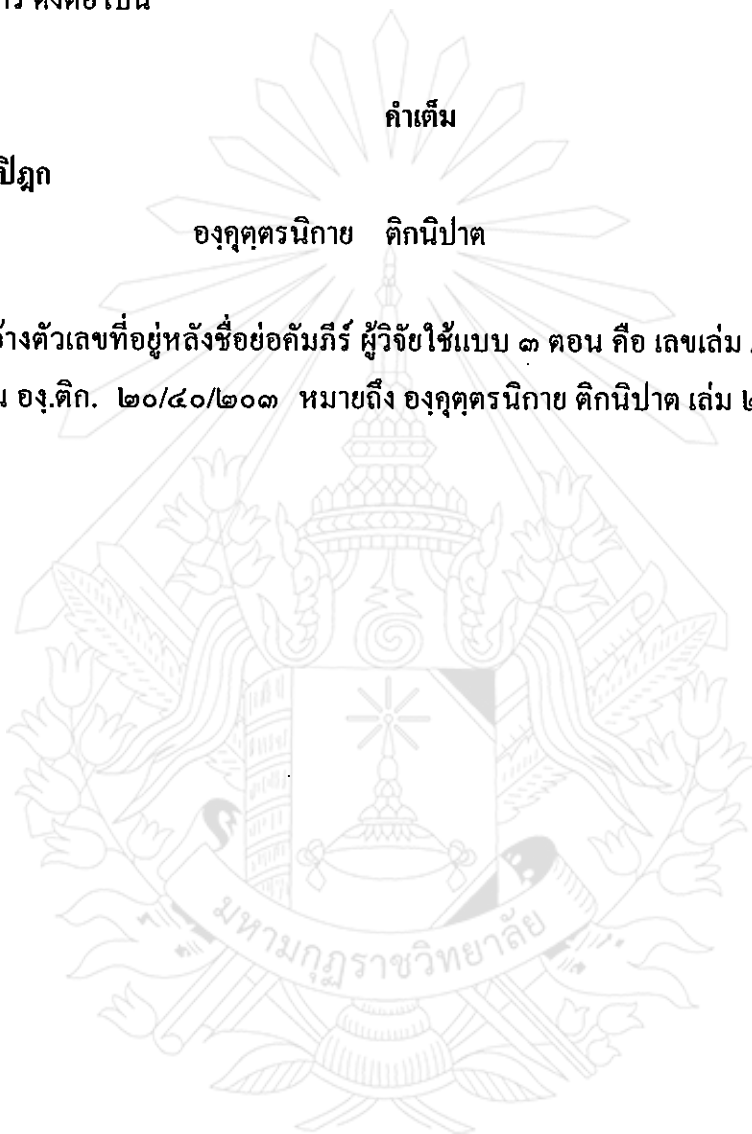 ดังต่อไปนี้
คำเต็ม
ปิฎก
องฺคุตฺตรนิกาย ติกนิปาต
ตัวเลขที่อยู่หลังชื่อย่อคัมภีร์ ผู้วิจัยใช้แบบ ๓ ตอน คือ เลขเล่ม
องฺ.ติก. ๒๐/๔๐/๒๐๓ หมายถึง องฺคุตฺตรนิกาย ติกนิปาต เล่ม
มหามกุฏราชวิทยาลัย